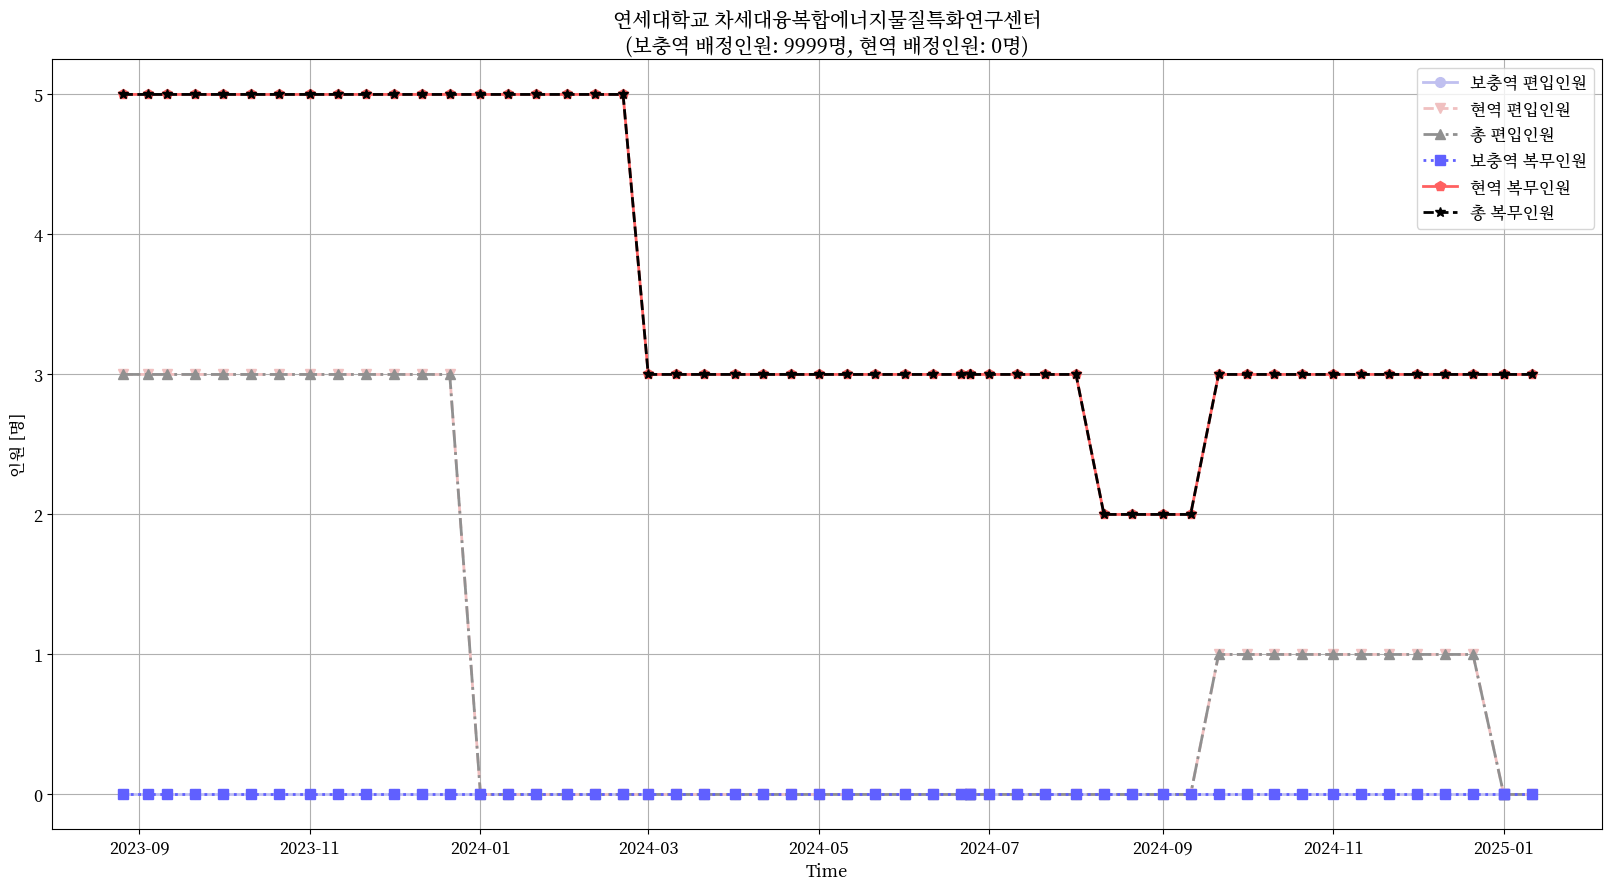 연세대학교 차세대융복합에너지물질특화연구센터
(보충역 배정인원: 9999명, 현역 배정인원: 0명)
보충역 편입인원
현역 편입인원
총 편입인원
보충역 복무인원
현역 복무인원
총 복무인원
인원 [명]
5
4
3
2
1
0
2023-09
2023-11
2024-01
2024-03
2024-05
2024-07
2024-09
2024-11
2025-01
Time